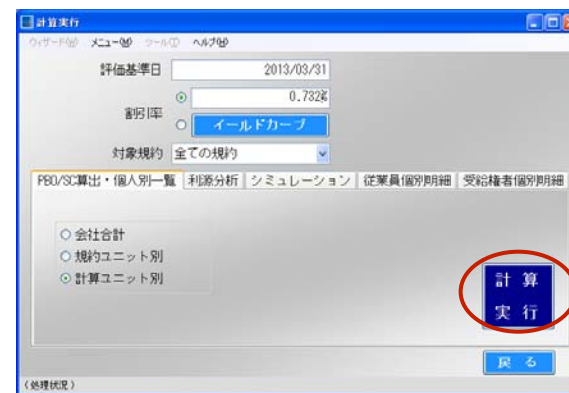 計算実行
ウィザード(W) メニュー(M) ツール(T) ヘルプ(H)
評価基準日 2013/03/31
割引率 0.732%
イールドカーブ
対象規約 全ての規約
PBO/SC算出・個人別一覧 利源分析 シミュレーション 従業員個別明細 受給権者個別明細
会社合計
規約ユニット別
計算ユニット別
計算
実行
戻る
(処理状況)